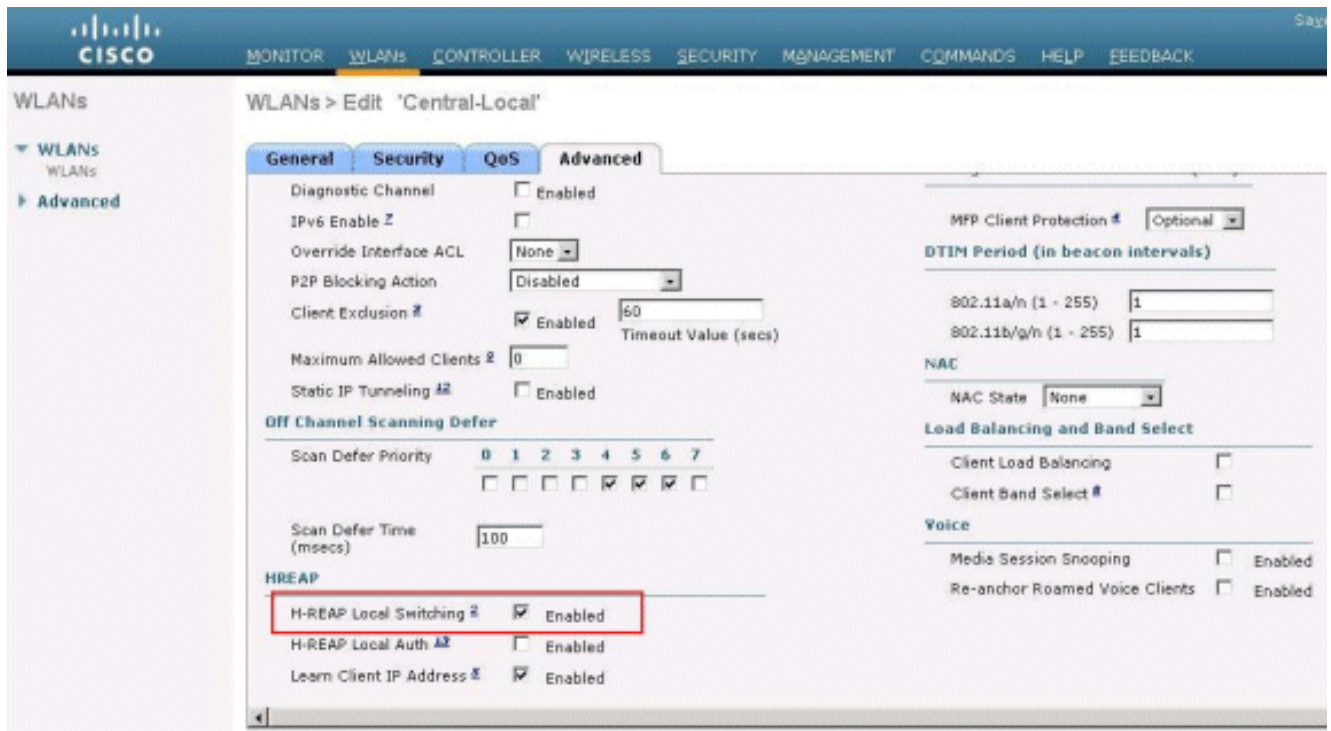 Save
CISCO
MONITOR WLANs CONTROLLER WIRELESS SECURITY MANAGEMENT COMMANDS HELP FEEDBACK
WLANs
WLANs
WLANs
Advanced
WLANs > Edit 'Central-Local'
General Security QoS Advanced
Diagnostic Channel Enabled
IPv6 Enable 7
Override Interface ACL None
P2P Blocking Action Disabled
Client Exclusion Enabled 60
Timeout Value (secs)
Maximum Allowed Clients 0
Static IP Tunneling Enabled
Off Channel Scanning Defer
Scan Defer Priority 0 1 2 3 4 5 6 7
Scan Defer Time
(msecs) 100
HREAP
H-REAP Local Switching 2 Enabled
H-REAP Local Auth 12 Enabled
Learn Client IP Address Enabled
MFP Client Protection 4 Optional
DTIM Period (in beacon intervals)
802.11a/n (1 - 255) 1
802.11b/g/n (1 - 255) 1
NAC
NAC State None
Load Balancing and Band Select
Client Load Balancing
Client Band Select
Voice
Media Session Snooping Enabled
Re-anchor Roamed Voice Clients Enabled